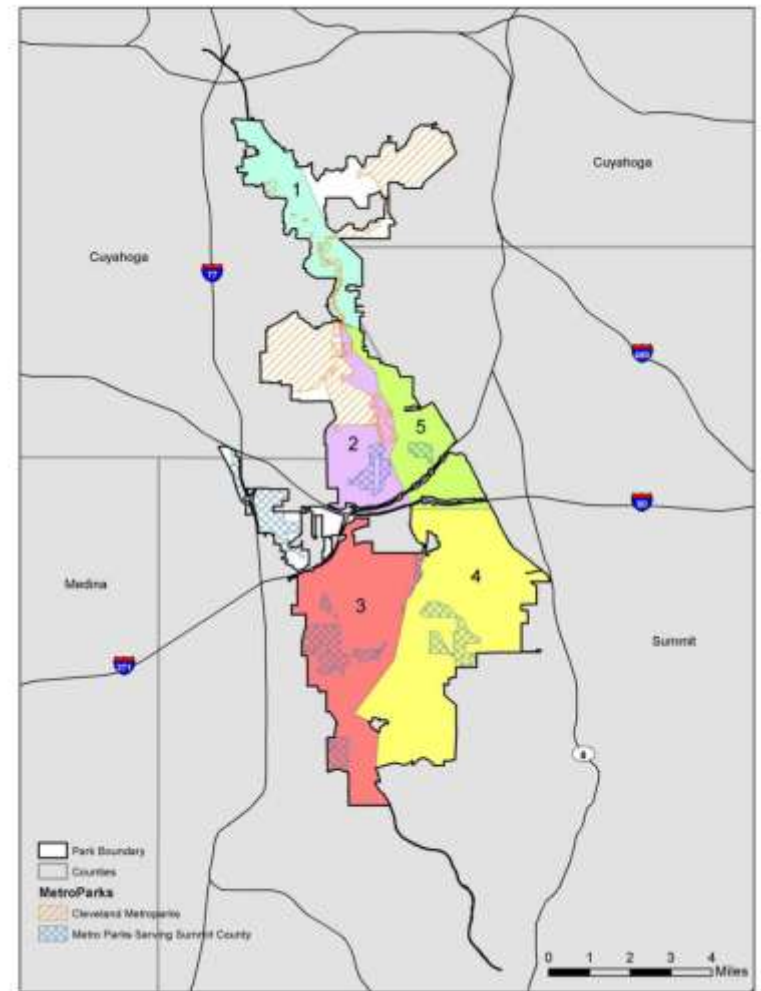 Cuyahoga
1
Cuyahoga
77
480
5
2
80
4
3
Medina
Summit
271
8
Park Boundary
Counties
MetroParks
Cleveland Metroparks
Metro Parks Serving Summit County
0 1 2 3 4
Miles